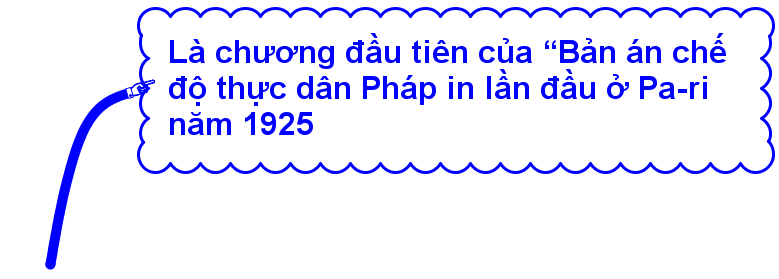 Là chương đầu tiên của “Bản án chế
độ thực dân Pháp in lần đầu ở Pa-ri
năm 1925